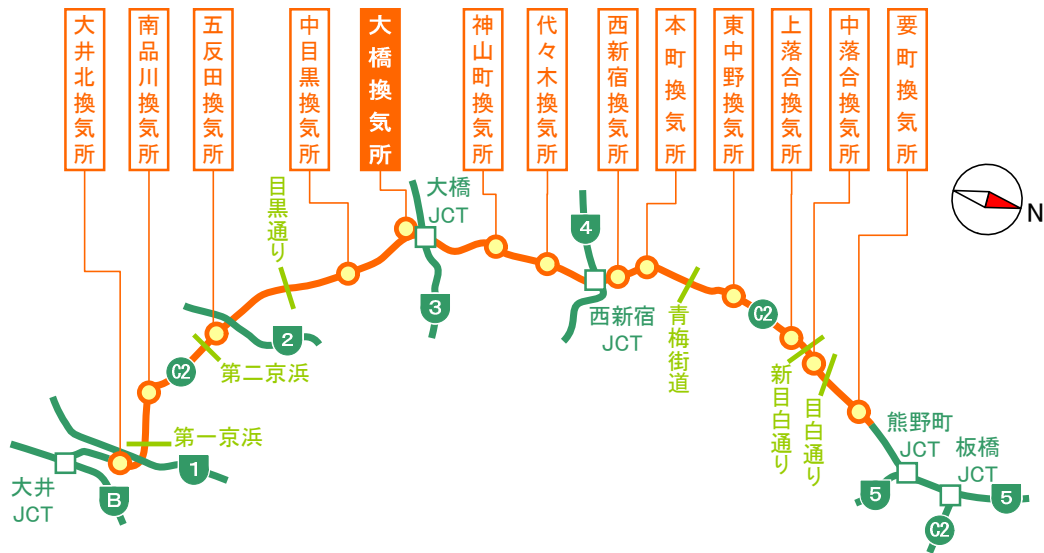 大井北換気所
南品川換気所
五反田換気所
中目黒換気所
大橋換気所
神山町換気所
代々木換気所
西新宿換気所
本町換気所
東中野換気所
上落合換気所
中落合換気所
要町換気所
目黒通り
大橋
JCT
4
N
3
西新宿
JCT
青梅街道
C2
2
第二京浜
C2
新目白通り
目白通り
第一京浜
1
大井
JCT
B
熊野町
JCT
板橋
JCT
5
5
C2